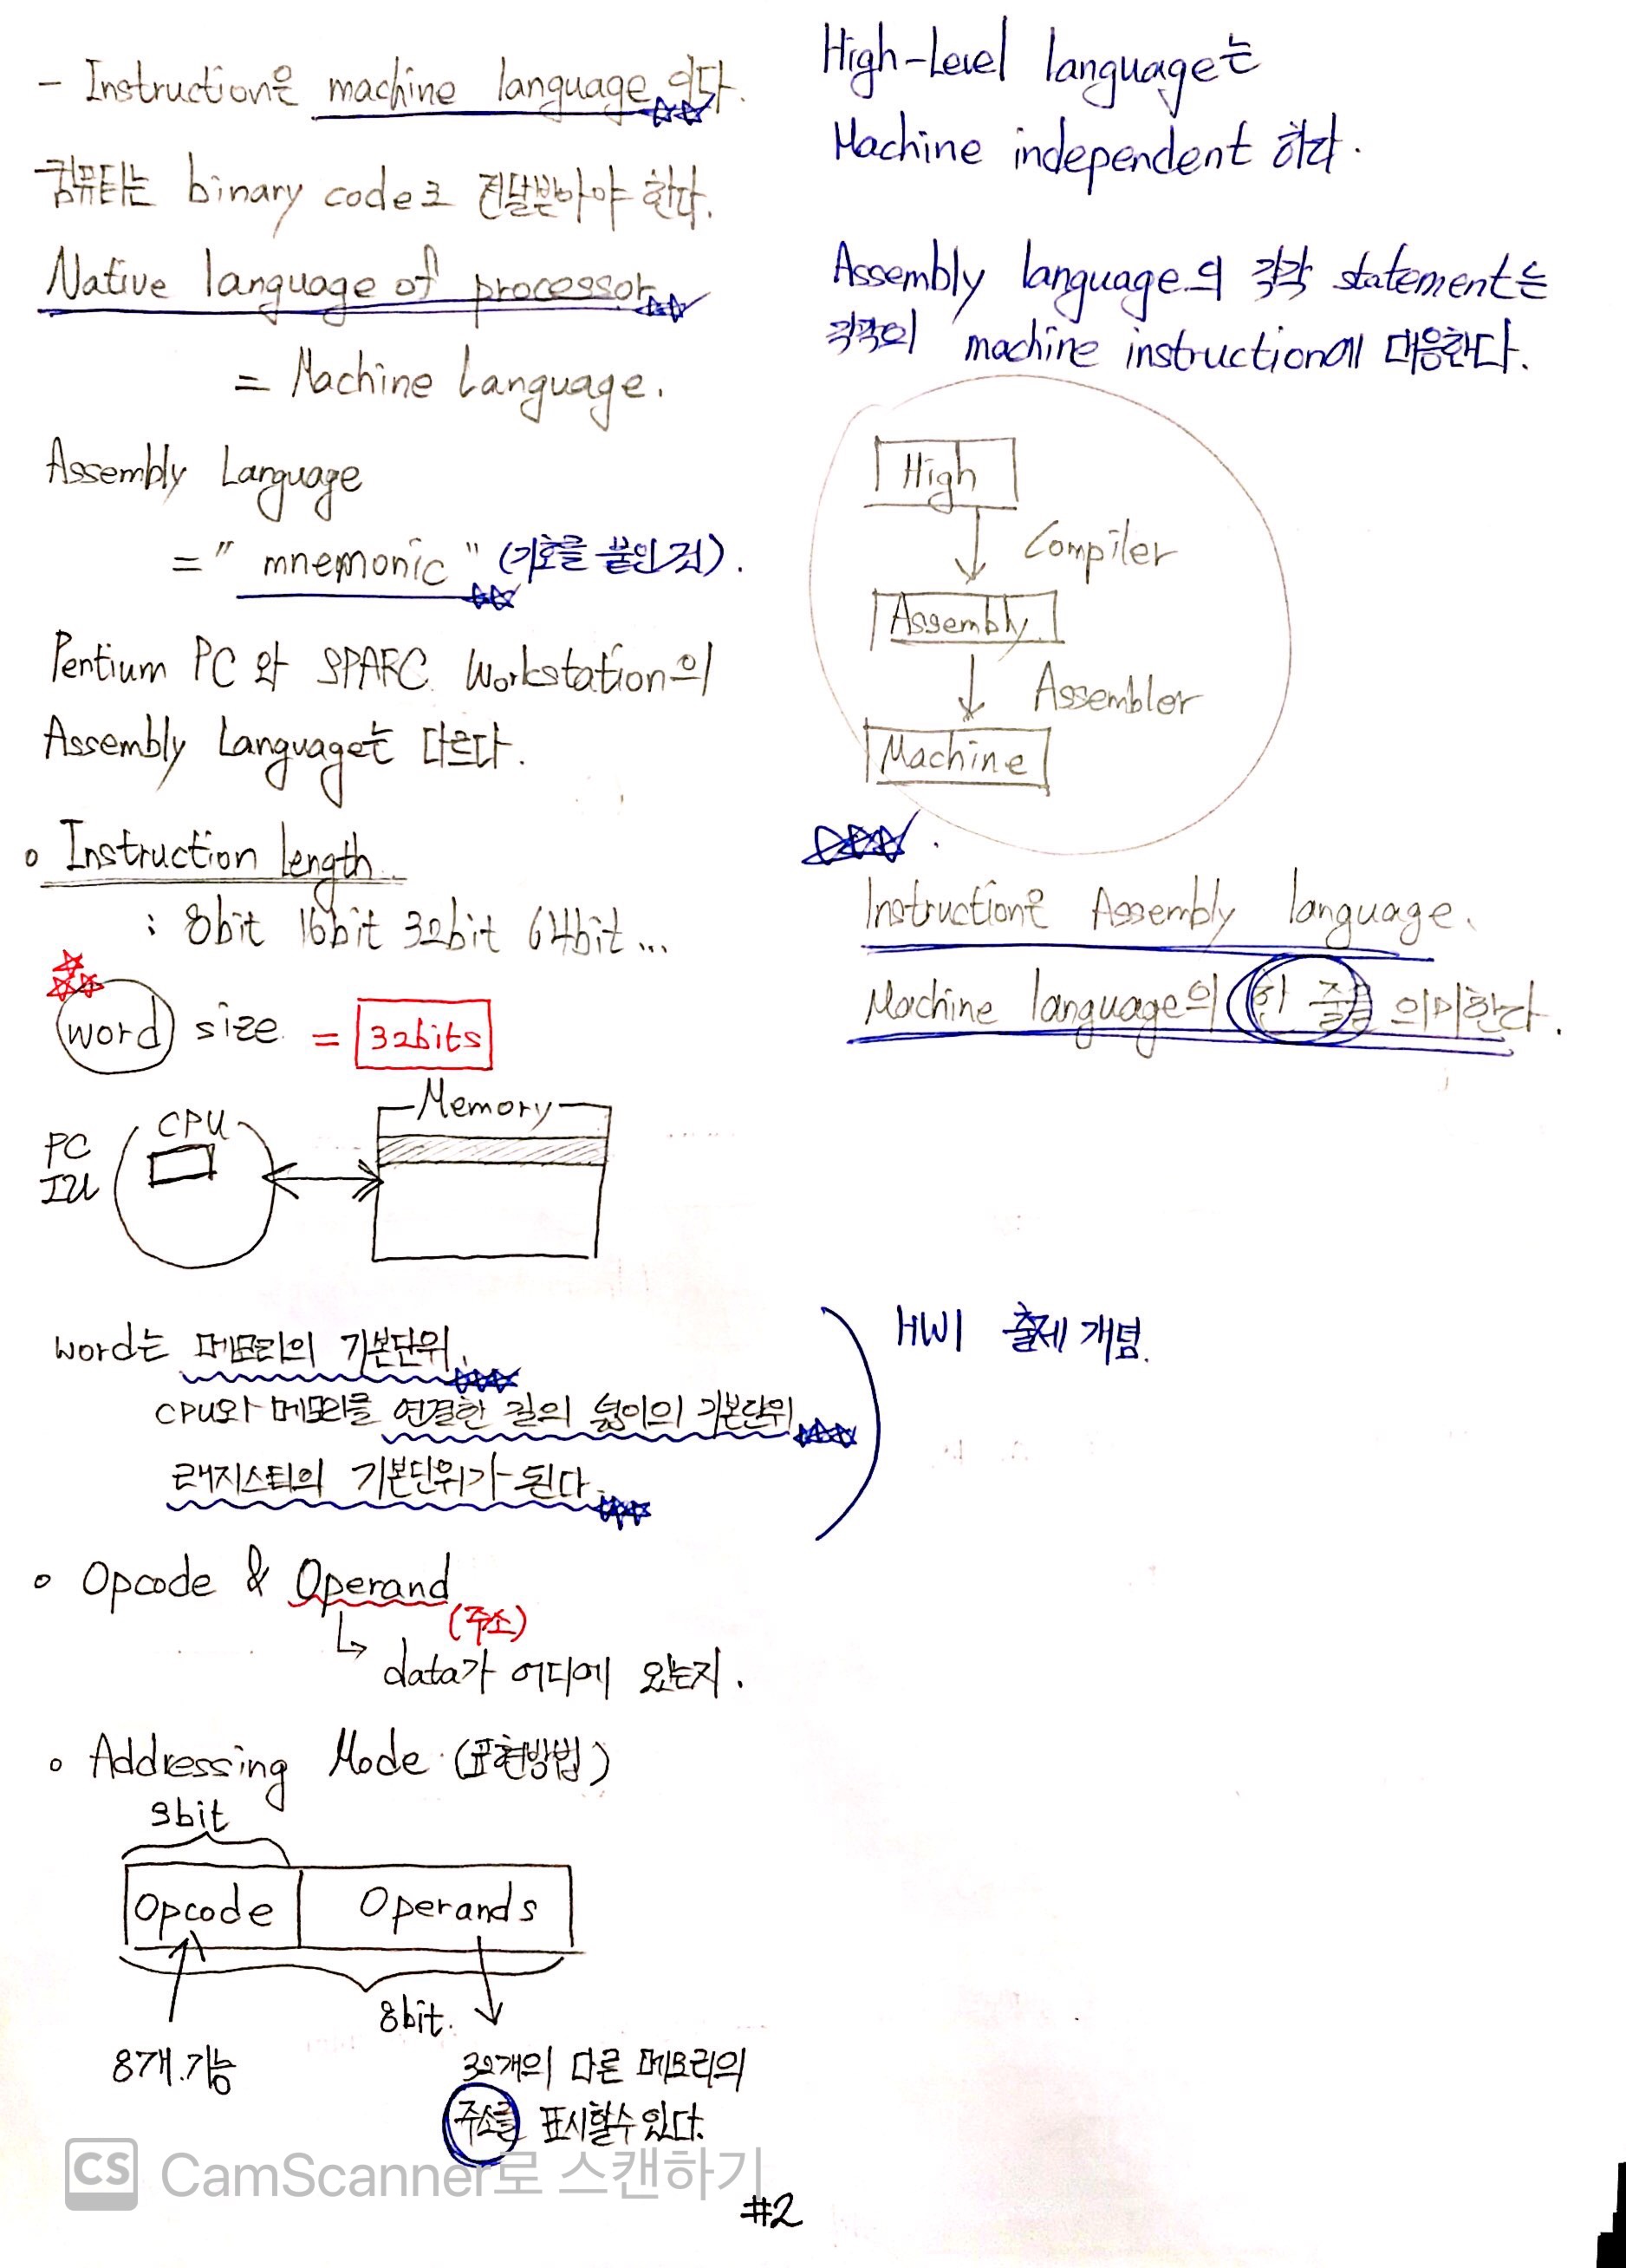 - Instruction은 machine language 이다.
컴퓨터는 binary code로 전달받아야 한다.
Native language of processor
= Machine Language.
Assembly Language
= " mnemonic " (기호를 붙인 것).
Pentium PC 와 SPARC Workstation의
Assembly Language는 다르다.
Instruction length
: 8bit 16bit 32bit 64bit ...
word size = 32bits
CPU
Memory
PC
word는 메모리의 기본단위.
CPU와 메모리를 연결한 길의 넓이의 기본단위
래지스터의 기본단위가 된다.
Opcode & Operand
(주소)
data가 어디에 있는지.
Addressing Mode (표현방법)
3bit
Opcode
Operands
8bit.
8개.기능
32개의 다른 메모리의
주소를 표시할수 있다.
High-Level language는
Machine independent 하다.
Assembly language의 각각 statement는
각각의 machine instruction에 대응한다.
High
Compiler
Assembly
Assembler
Machine
Instruction은 Assembly language.
Machine language의 한 줄을 의미한다.
HW1 출제 개념.
CS CamScanner로 스캔하기
#2